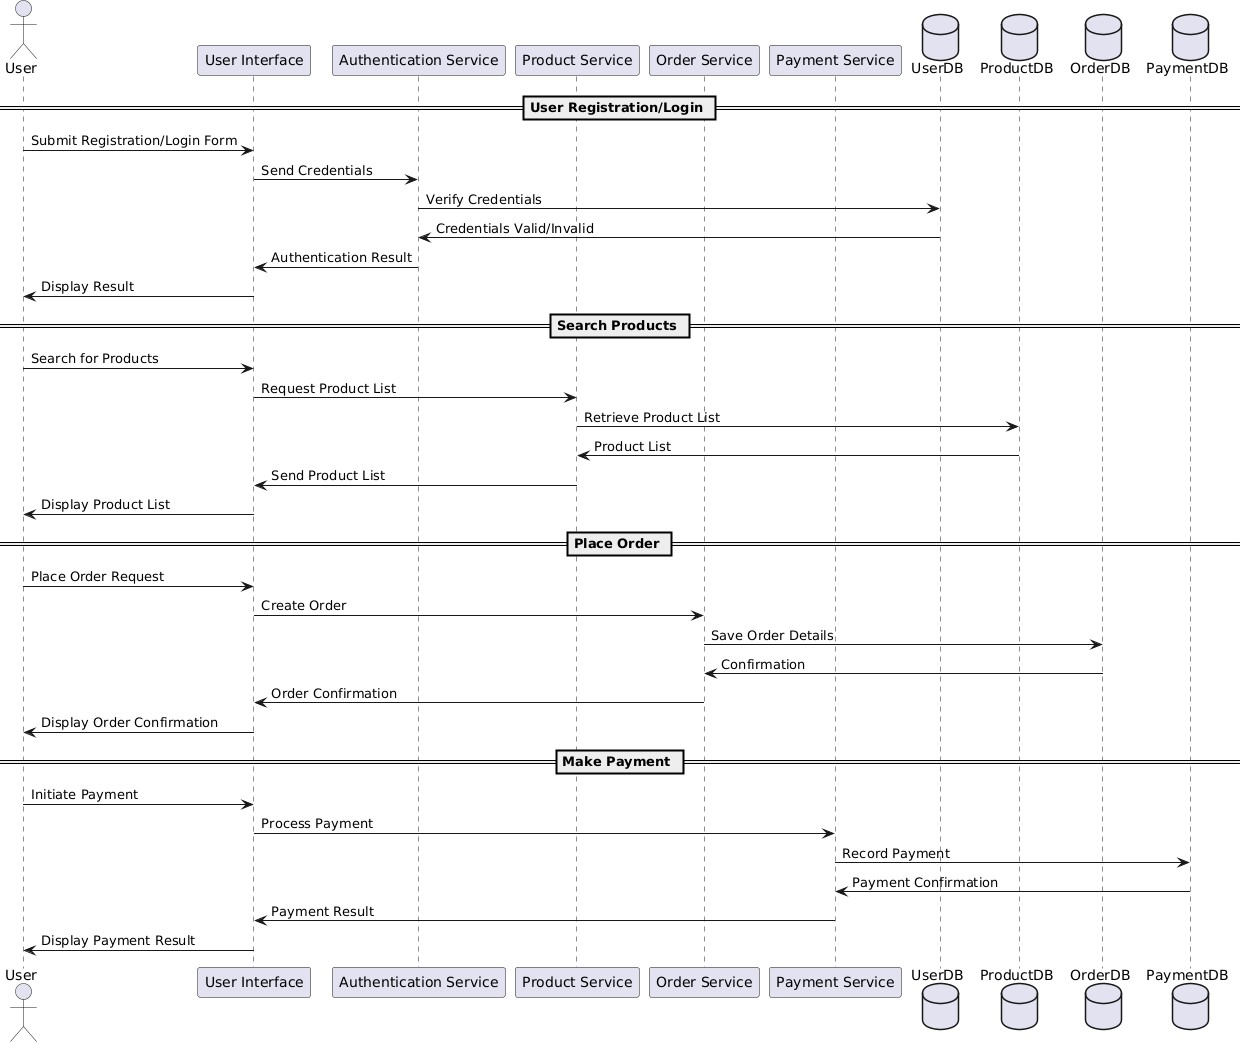 User
User Interface
Authentication Service
Product Service
Order Service
Payment Service
UserDB
ProductDB
OrderDB
PaymentDB
User Registration/Login
Submit Registration/Login Form
Send Credentials
Verify Credentials
Credentials Valid/Invalid
Authentication Result
Display Result
Search Products
Search for Products
Request Product List
Retrieve Product List
Product List
Send Product List
Display Product List
Place Order
Place Order Request
Create Order
Save Order Details
Confirmation
Order Confirmation
Display Order Confirmation
Make Payment
Initiate Payment
Process Payment
Record Payment
Payment Confirmation
Payment Result
Display Payment Result
User
User Interface
Authentication Service
Product Service
Order Service
Payment Service
UserDB
ProductDB
OrderDB
PaymentDB